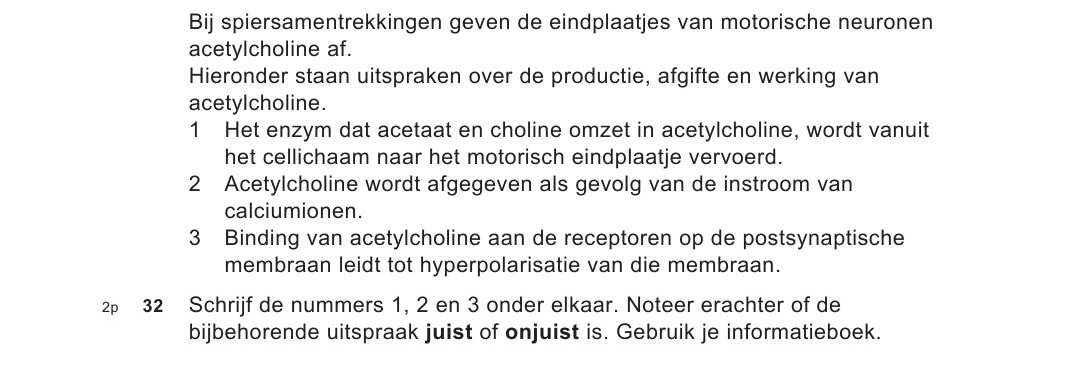 Bij spiersamentrekkingen geven de eindplaatjes van motorische neuronen
acetylcholine af.
Hieronder staan uitspraken over de productie, afgifte en werking van
acetylcholine.
1 Het enzym dat acetaat en choline omzet in acetylcholine, wordt vanuit
het cellichaam naar het motorisch eindplaatje vervoerd.
2 Acetylcholine wordt afgegeven als gevolg van de instroom van
calciumionen.
3 Binding van acetylcholine aan de receptoren op de postsynaptische
membraan leidt tot hyperpolarisatie van die membraan.
2p 32 Schrijf de nummers 1, 2 en 3 onder elkaar. Noteer erachter of de
bijbehorende uitspraak juist of onjuist is. Gebruik je informatieboek.